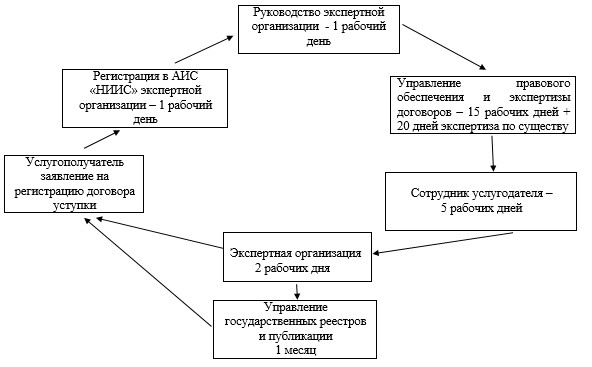 Руководство экспертной
организации - 1 рабочий
день
Регистрация в АИС
«НИИС» экспертной
организации – 1 рабочий
день
Управление правового
обеспечения и экспертизы
договоров – 15 рабочих дней +
20 дней экспертиза по существу
Услугополучатель
заявление на
регистрацию договора
уступки
Сотрудник услугодателя –
5 рабочих дней
Экспертная организация
2 рабочих дня
Управление
государственных реестров
и публикации
1 месяц